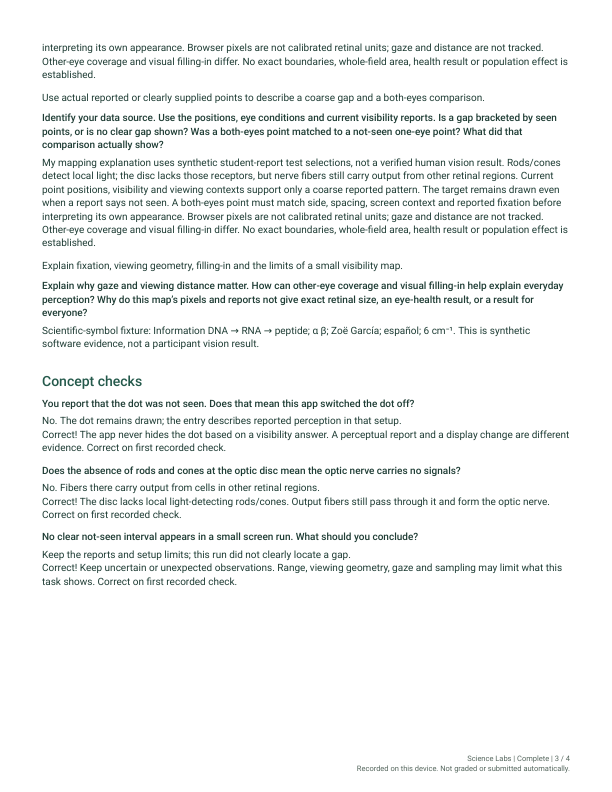 interpreting its own appearance. Browser pixels are not calibrated retinal units; gaze and distance are not tracked.
Other-eye coverage and visual filling-in differ. No exact boundaries, whole-field area, health result or population effect is
established.
Use actual reported or clearly supplied points to describe a coarse gap and a both-eyes comparison.
Identify your data source. Use the positions, eye conditions and current visibility reports. Is a gap bracketed by seen
points, or is no clear gap shown? Was a both-eyes point matched to a not-seen one-eye point? What did that
comparison actually show?
My mapping explanation uses synthetic student-report test selections, not a verified human vision result. Rods/cones
detect local light; the disc lacks those receptors, but nerve fibers still carry output from other retinal regions. Current
point positions, visibility and viewing contexts support only a coarse reported pattern. The target remains drawn even
when a report says not seen. A both-eyes point must match side, spacing, screen context and reported fixation before
interpreting its own appearance. Browser pixels are not calibrated retinal units; gaze and distance are not tracked.
Other-eye coverage and visual filling-in differ. No exact boundaries, whole-field area, health result or population effect is
established.
Explain fixation, viewing geometry, filling-in and the limits of a small visibility map.
Explain why gaze and viewing distance matter. How can other-eye coverage and visual filling-in help explain everyday
perception? Why do this map's pixels and reports not give exact retinal size, an eye-health result, or a result for
everyone?
Scientific-symbol fixture: Information DNA → RNA → peptide; α β; Zoë García; español; 6 cm⁻¹. This is synthetic
software evidence, not a participant vision result.
Concept checks
You report that the dot was not seen. Does that mean this app switched the dot off?
No. The dot remains drawn; the entry describes reported perception in that setup.
Correct! The app never hides the dot based on a visibility answer. A perceptual report and a display change are different
evidence. Correct on first recorded check.
Does the absence of rods and cones at the optic disc mean the optic nerve carries no signals?
No. Fibers there carry output from cells in other retinal regions.
Correct! The disc lacks local light-detecting rods/cones. Output fibers still pass through it and form the optic nerve.
Correct on first recorded check.
No clear not-seen interval appears in a small screen run. What should you conclude?
Keep the reports and setup limits; this run did not clearly locate a gap.
Correct! Keep uncertain or unexpected observations. Range, viewing geometry, gaze and sampling may limit what this
task shows. Correct on first recorded check.
Science Labs | Complete | 3 / 4
Recorded on this device. Not graded or submitted automatically.